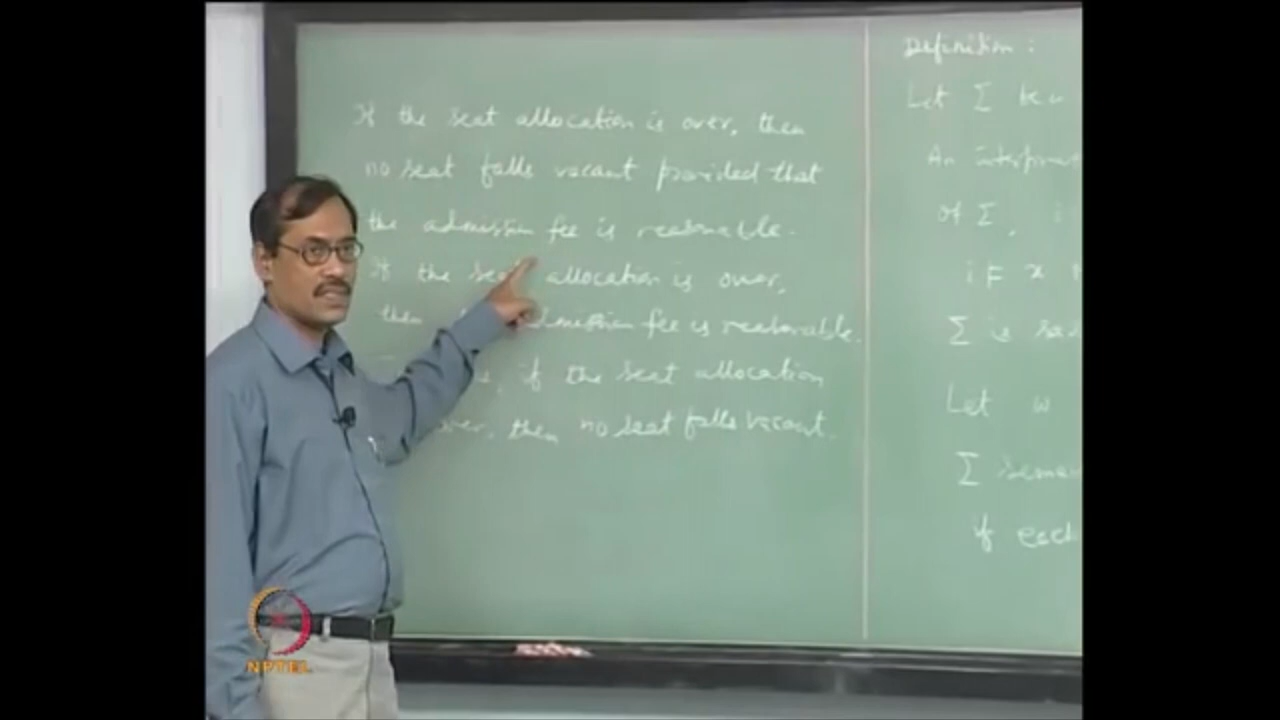 If the seat allocation is over, then
no seat falls vacant provided that
the admission fee is reasonable.
If the seat allocation is over,
then admission fee is reasonable.
if the seat allocation
over, then no seat falls vacant.
Definition :
Let Σ be
An
of Σ,
i ⊨ x
Σ is
Let w
Σ
if each
NPTEL